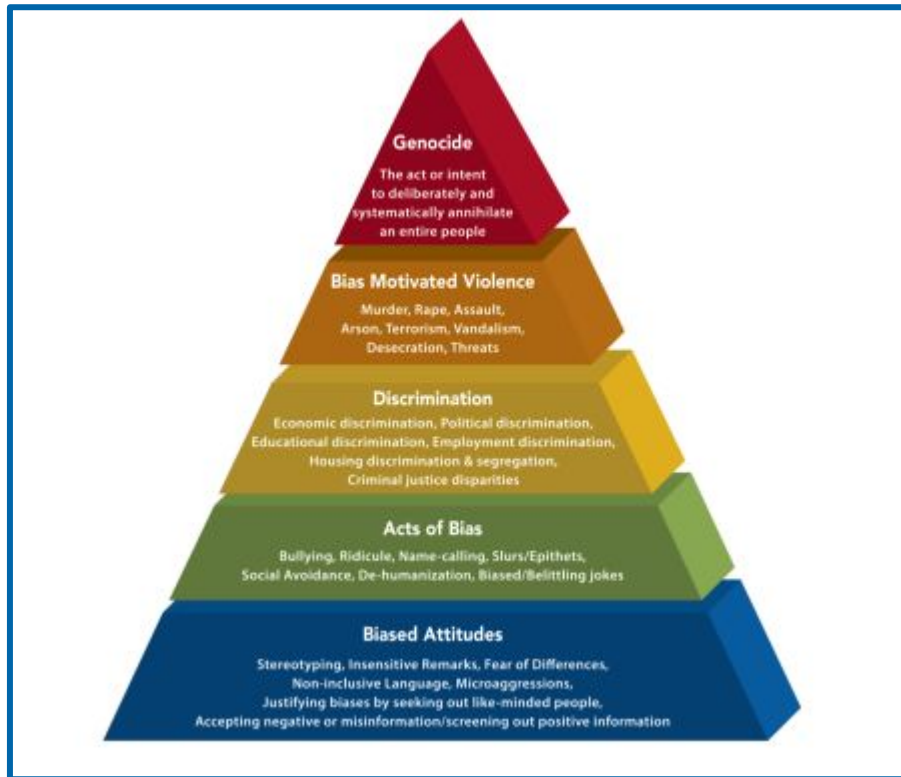 Genocide
The act or intent
to deliberately and
systematically annihilate
an entire people
Bias Motivated Violence
Murder, Rape, Assault,
Arson, Terrorism, Vandalism,
Desecration, Threats
Discrimination
Economic discrimination, Political discrimination,
Educational discrimination, Employment discrimination,
Housing discrimination & segregation,
Criminal justice disparities
Acts of Bias
Bullying, Ridicule, Name-calling, Slurs/Epithets,
Social Avoidance, De-humanization, Biased/Belittling jokes
Biased Attitudes
Stereotyping, Insensitive Remarks, Fear of Differences,
Non-inclusive Language, Microaggressions,
Justifying biases by seeking out like-minded people,
Accepting negative or misinformation/screening out positive information